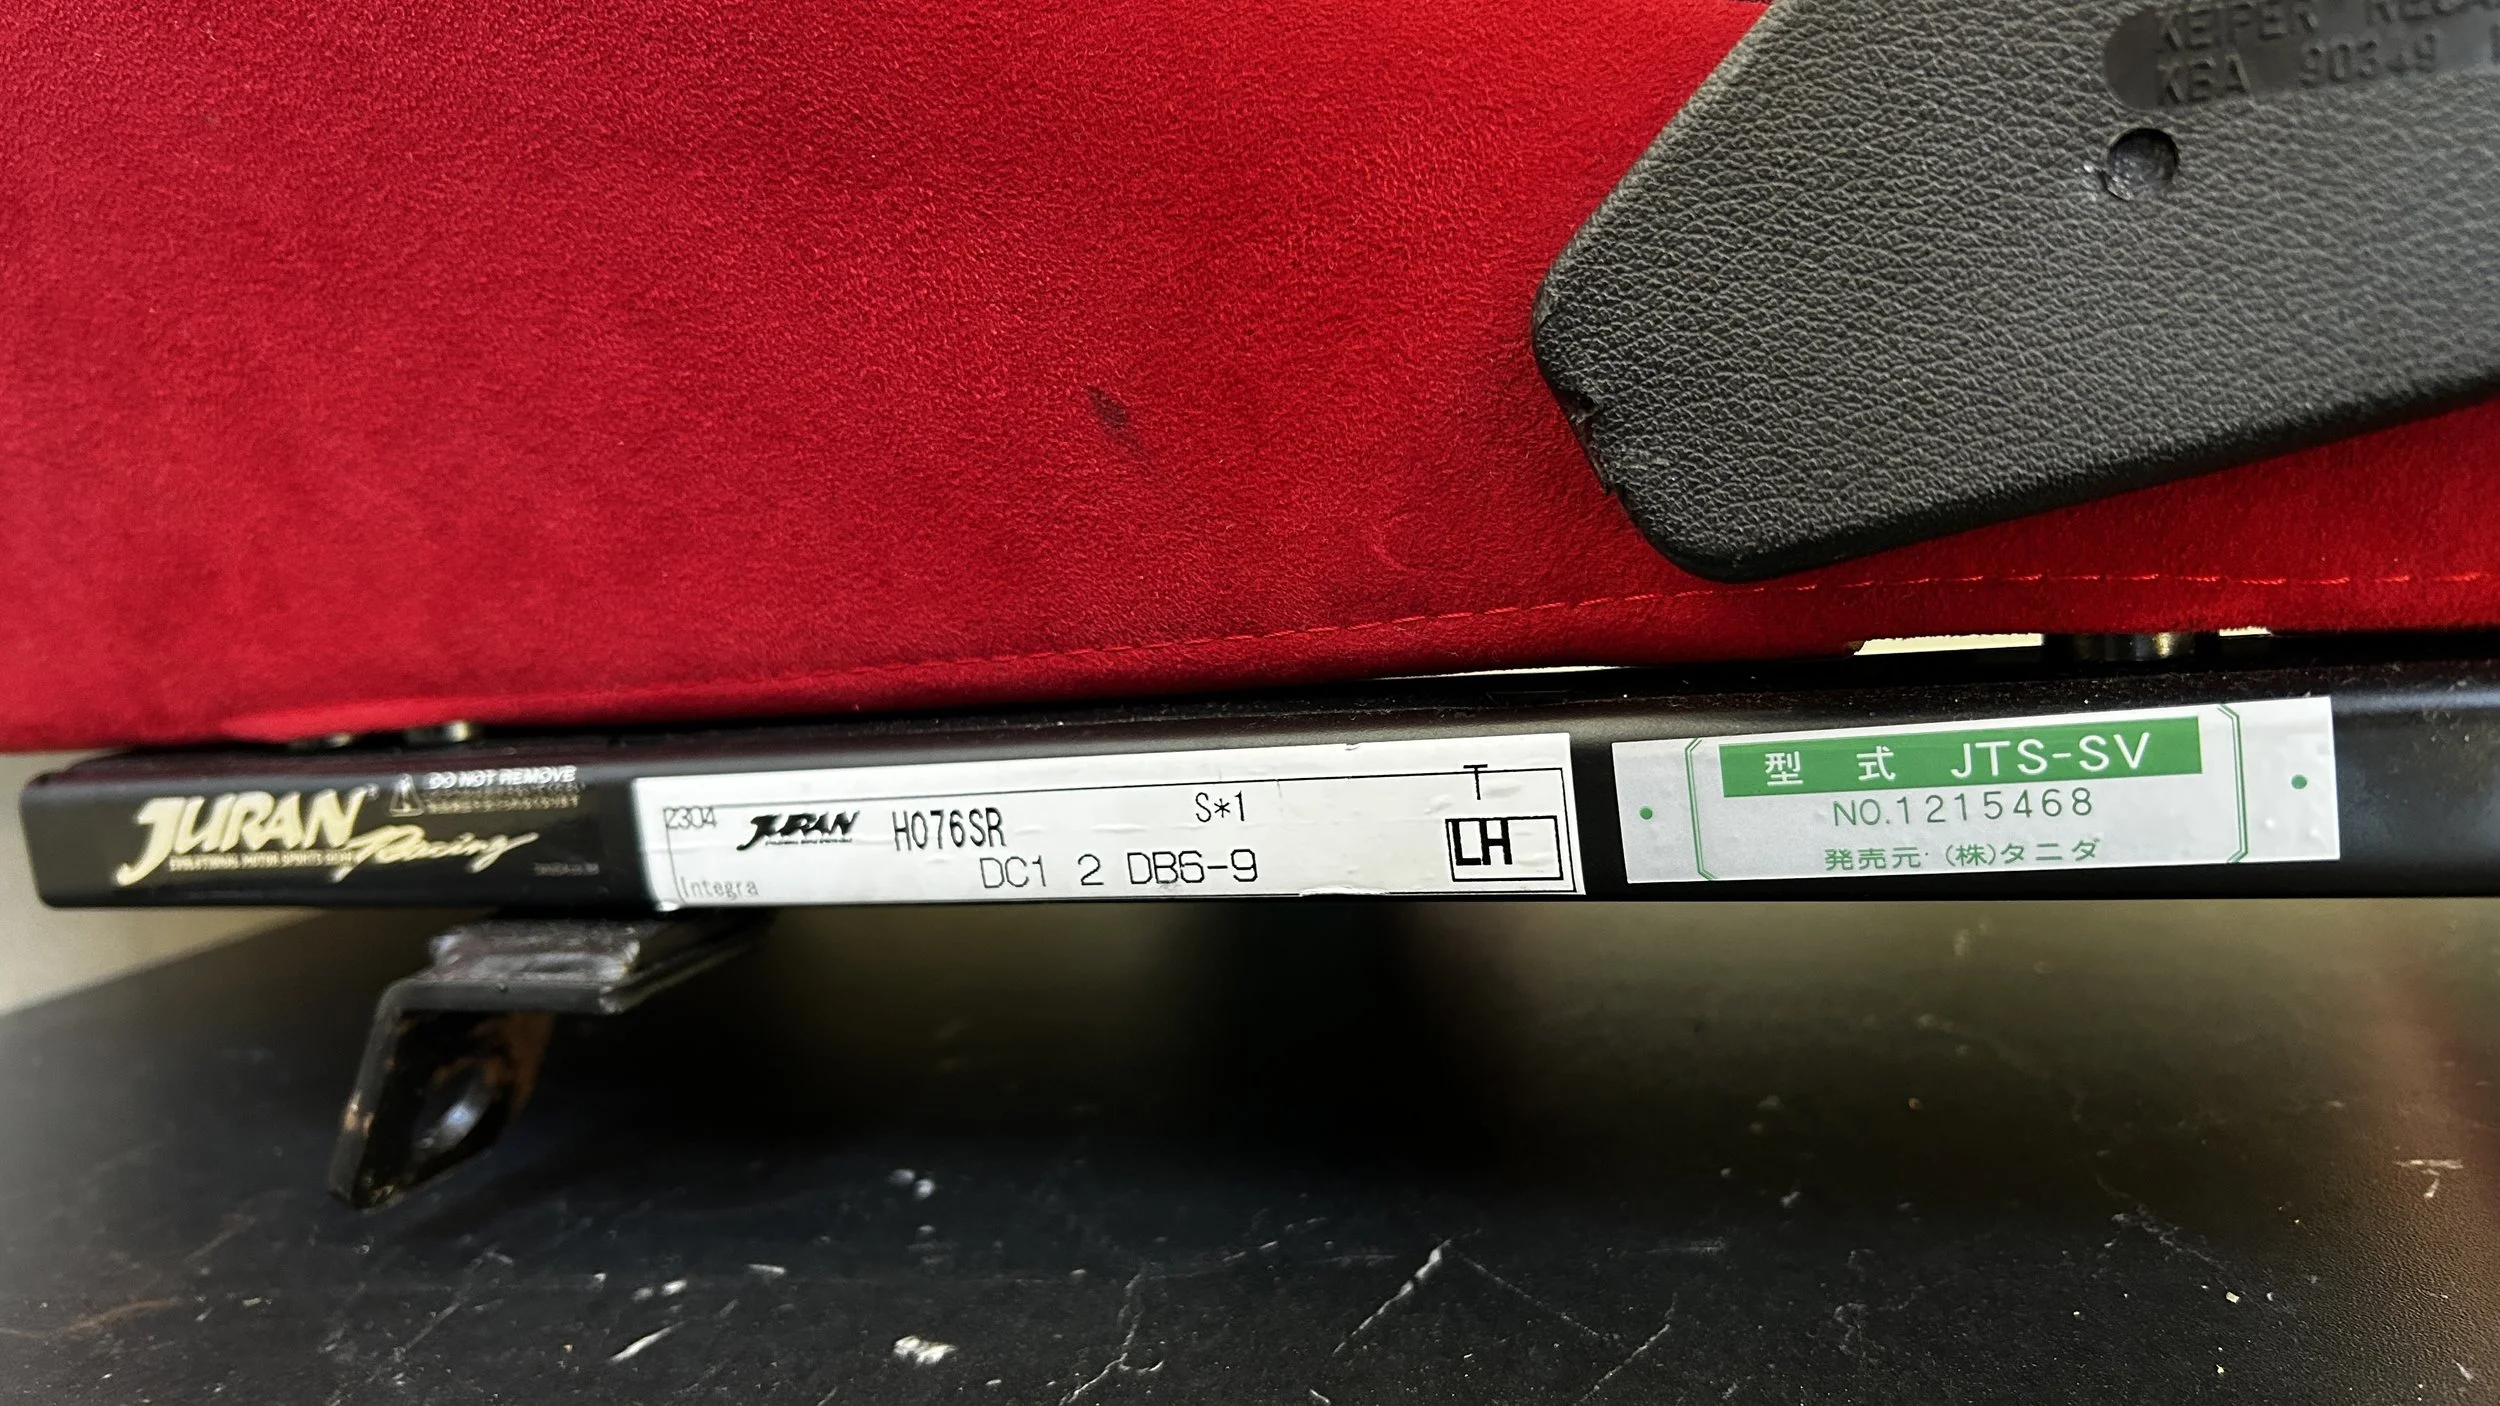 KEIPER RECA
KBA 90349
JURAN
Racing
DO NOT REMOVE
2304
JURAN
H076SR
S*1
T
LH
DC1 2 DB6-9
Integra
型式 JTS-SV
NO.1215468
発売元·(株)タニダ